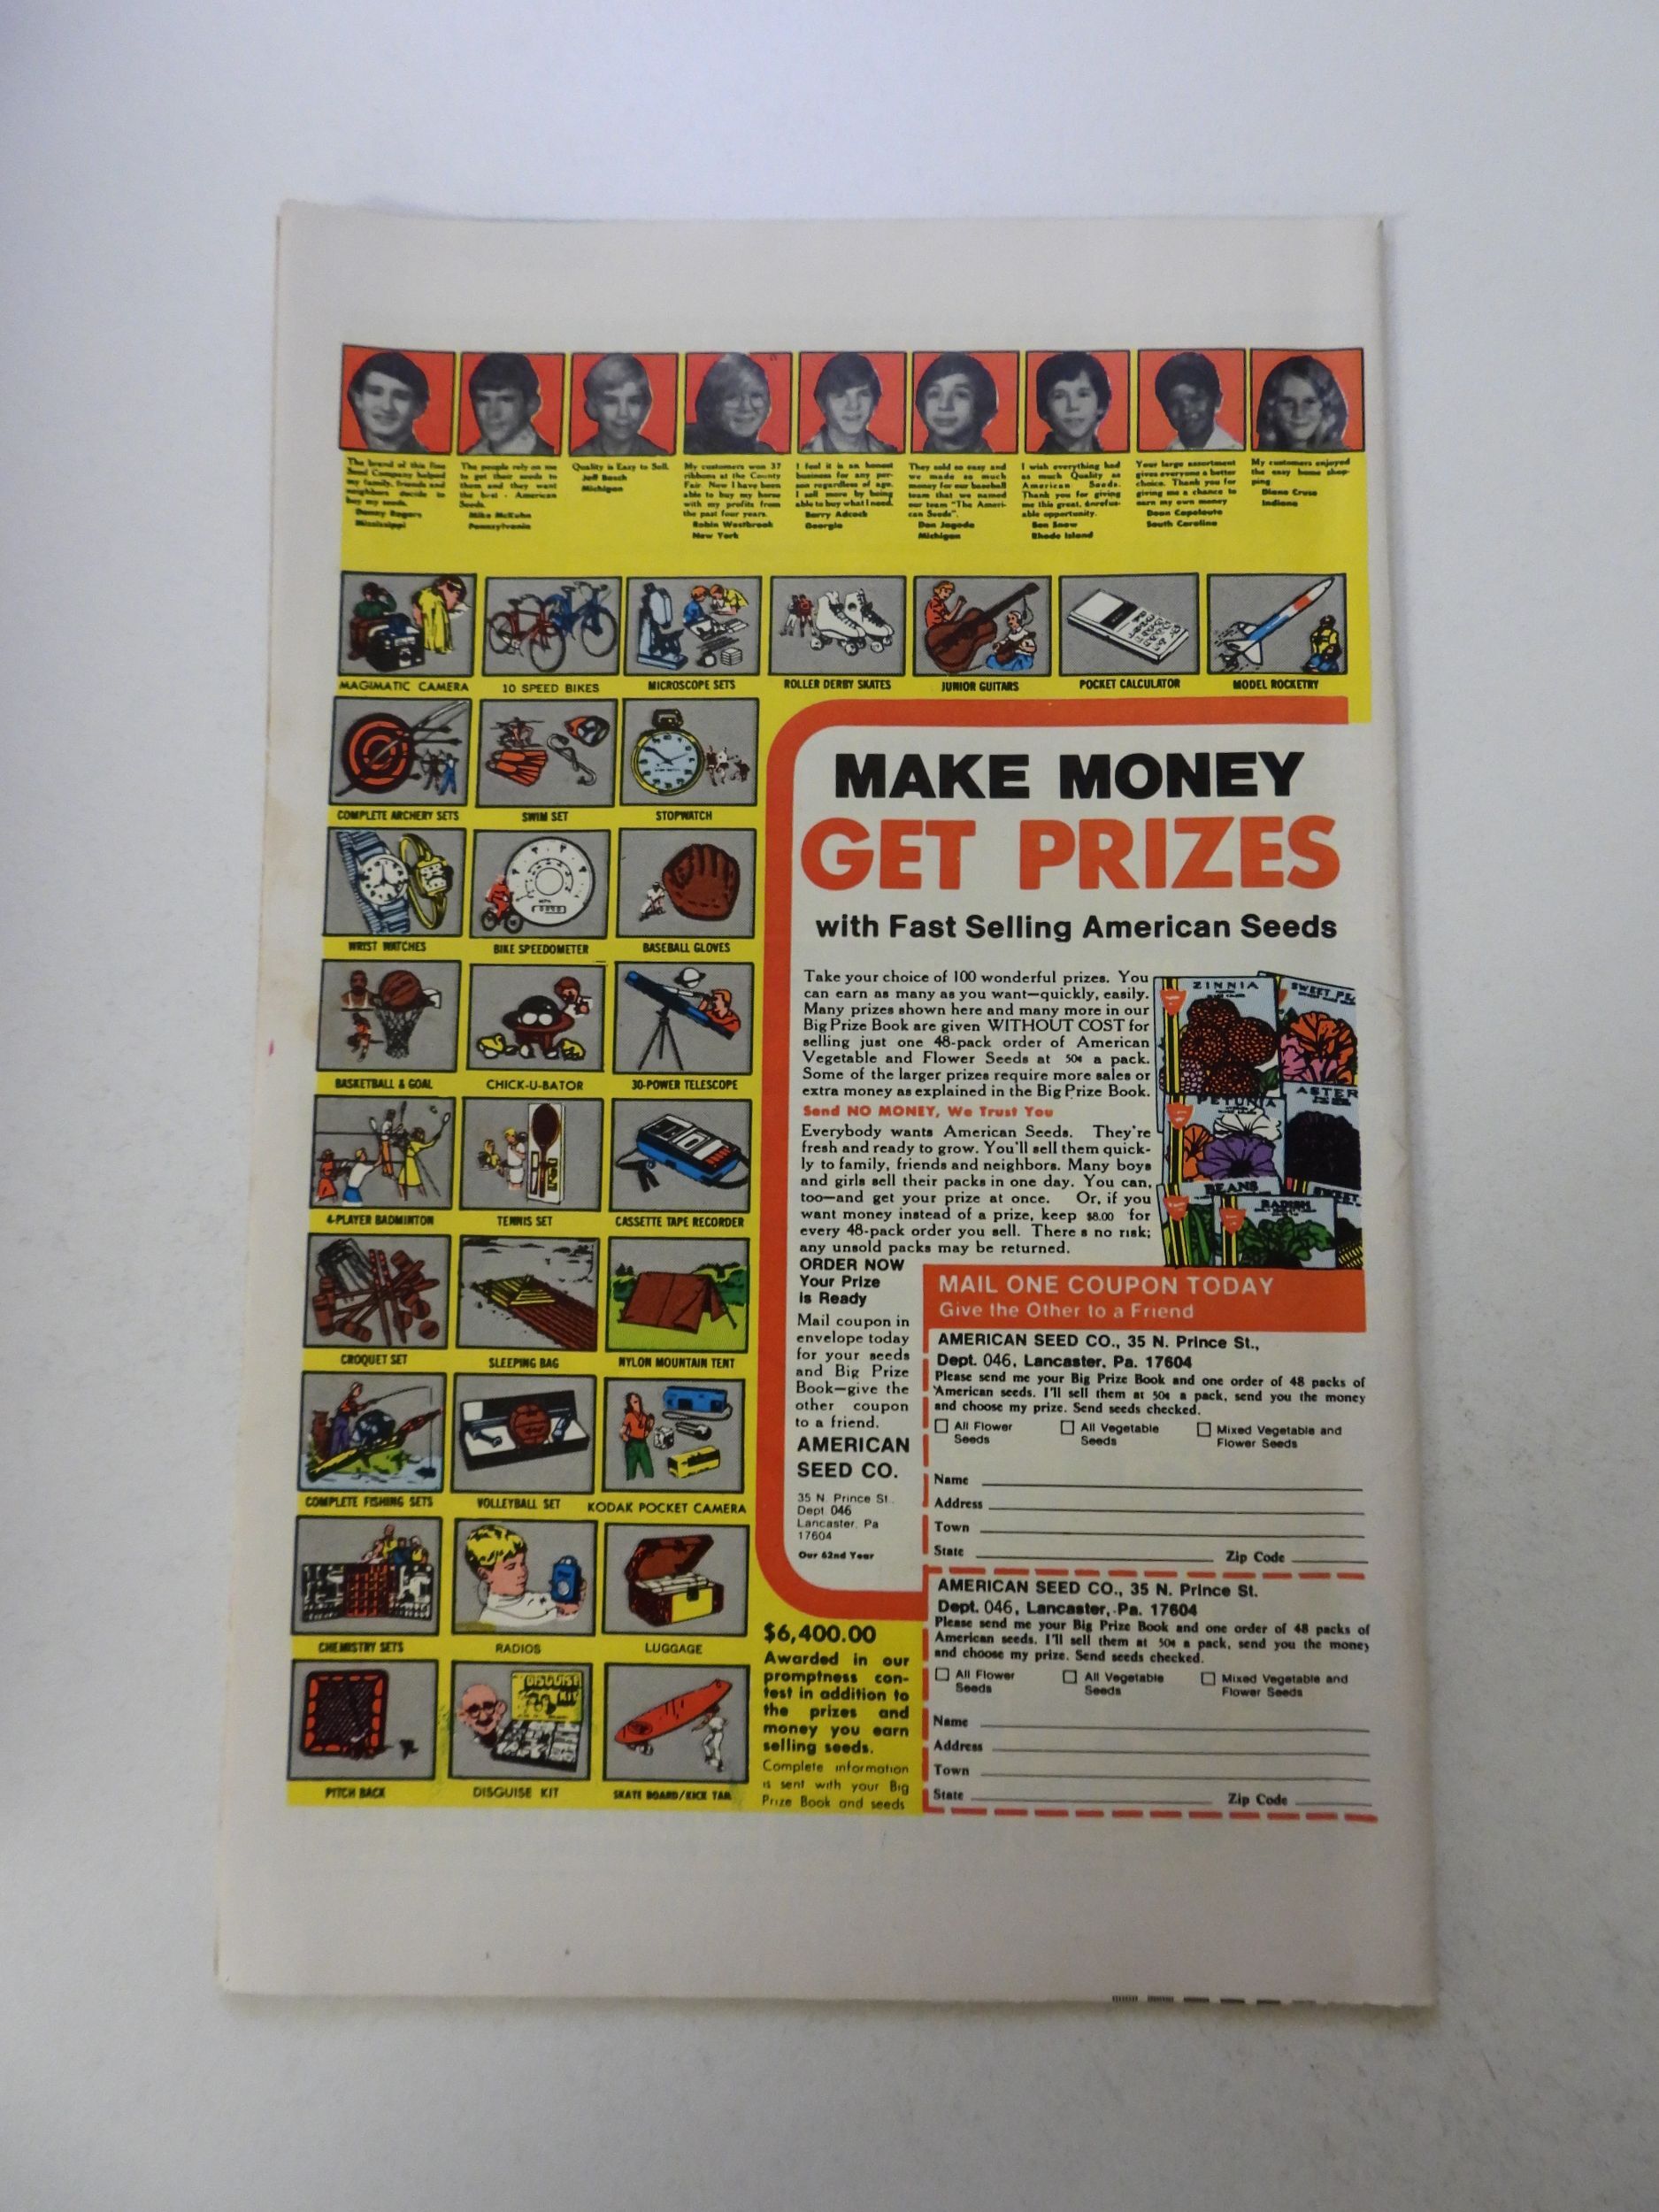 The brand of this fine
Seed Company helped
my family, friends and
neighbors decide to
buy my seeds.
Danny Rogers
Mississippi
The people rely on me
to get their seeds to
them and they want
the best - American
Seeds.
Mike McKuhn
Pennsylvania
Quality is Easy to Sell.
Jeff Bosch
Michigan
My customers won 37
ribbons at the County
Fair. Now I have been
able to buy my horse
with my profits from
the past four years.
Robin Westbrook
New York
I feel it is an honest
business for any per-
son regardless of age.
I sell more by being
able to buy what I need.
Barry Adcock
Georgia
They sold so easy and
we made so much
money for our baseball
team that we named
our team "The Ameri-
can Seeds".
Dan Jagoda
Michigan
I wish everything had
as much Quality as
American Seeds.
Thank you for giving
me this great,
able opportunity.
Ben Snow
Rhode Island
Your large assortment
gives everyone a better
choice. Thank you for
giving me a chance to
earn my own money
Dean Capeloute
South Carolina
My customers enjoyed
the easy home shop-
ping
Diane Cruse
Indiana
MAGIMATIC CAMERA
10 SPEED BIKES
MICROSCOPE SETS
ROLLER DERBY SKATES
JUNIOR GUITARS
POCKET CALCULATOR
MODEL ROCKETRY
COMPLETE ARCHERY SETS
SWIM SET
STOPWATCH
WRIST WATCHES
BIKE SPEEDOMETER
BASEBALL GLOVES
BASKETBALL & GOAL
CHICK-U-BATOR
30-POWER TELESCOPE
4-PLAYER BADMINTON
TENNIS SET
CASSETTE TAPE RECORDER
CROQUET SET
SLEEPING BAG
NYLON MOUNTAIN TENT
COMPLETE FISHING SETS
VOLLEYBALL SET
KODAK POCKET CAMERA
CHEMISTRY SETS
RADIOS
LUGGAGE
PITCH BACK
DISGUISE KIT
DISGUISE KIT
SKATE BOARD/KICK TAIL
MAKE MONEY
GET PRIZES
with Fast Selling American Seeds
Take your choice of 100 wonderful prizes. You
can earn as many as you want—quickly, easily.
Many prizes shown here and many more in our
Big Prize Book are given WITHOUT COST for
selling just one 48-pack order of American
Vegetable and Flower Seeds at 50¢ a pack.
Some of the larger prizes require more sales or
extra money as explained in the Big Prize Book.
Send NO MONEY, We Trust You
Everybody wants American Seeds. They're
fresh and ready to grow. You'll sell them quick-
ly to family, friends and neighbors. Many boys
and girls sell their packs in one day. You can,
too—and get your prize at once. Or, if you
want money instead of a prize, keep $8.00 for
every 48-pack order you sell. There s no risk;
any unsold packs may be returned.
ZINNIA
SWEET PE
PETUNIA
ASTER
BEANS
RADISH
SWEET
ORDER NOW
Your Prize
is Ready
Mail coupon in
envelope today
for your seeds
and Big Prize
Book—give the
other coupon
to a friend.
AMERICAN
SEED CO.
35 N. Prince St.
Dept. 046
Lancaster, Pa
17604
Our 62nd Year
$6,400.00
Awarded in our
promptness con-
test in addition to
the prizes and
money you earn
selling seeds.
Complete information
is sent with your Big
Prize Book and seeds
MAIL ONE COUPON TODAY
Give the Other to a Friend
AMERICAN SEED CO., 35 N. Prince St.,
Dept. 046, Lancaster, Pa. 17604
Please send me your Big Prize Book and one order of 48 packs of
American seeds. I'll sell them at 50¢ a pack, send you the money
and choose my prize. Send seeds checked.
All Flower
Seeds
All Vegetable
Seeds
Mixed Vegetable and
Flower Seeds
Name
Address
Town
State Zip Code
AMERICAN SEED CO., 35 N. Prince St.
Dept. 046, Lancaster, Pa. 17604
Please send me your Big Prize Book and one order of 48 packs of
American seeds. I'll sell them at 50¢ a pack, send you the money
and choose my prize. Send seeds checked.
All Flower
Seeds
All Vegetable
Seeds
Mixed Vegetable and
Flower Seeds
Name
Address
Town
State Zip Code